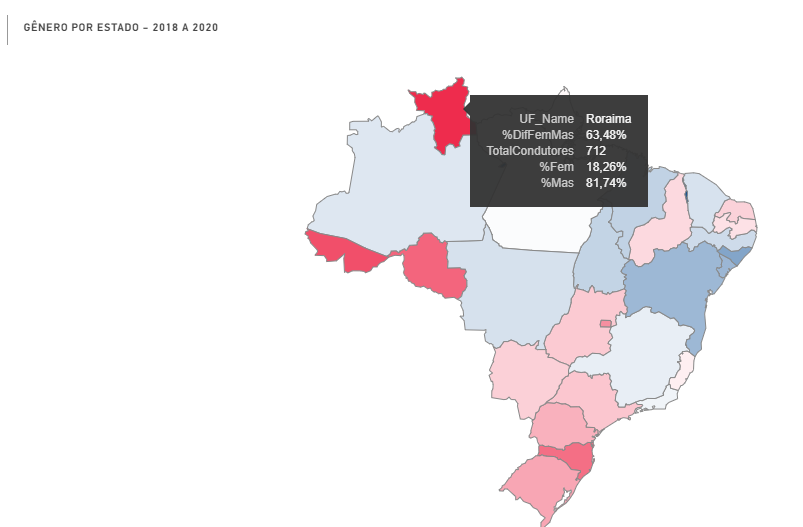 GÊNERO POR ESTADO – 2018 A 2020
UF_Name Roraima
%DifFemMas 63,48%
TotalCondutores 712
%Fem 18,26%
%Mas 81,74%